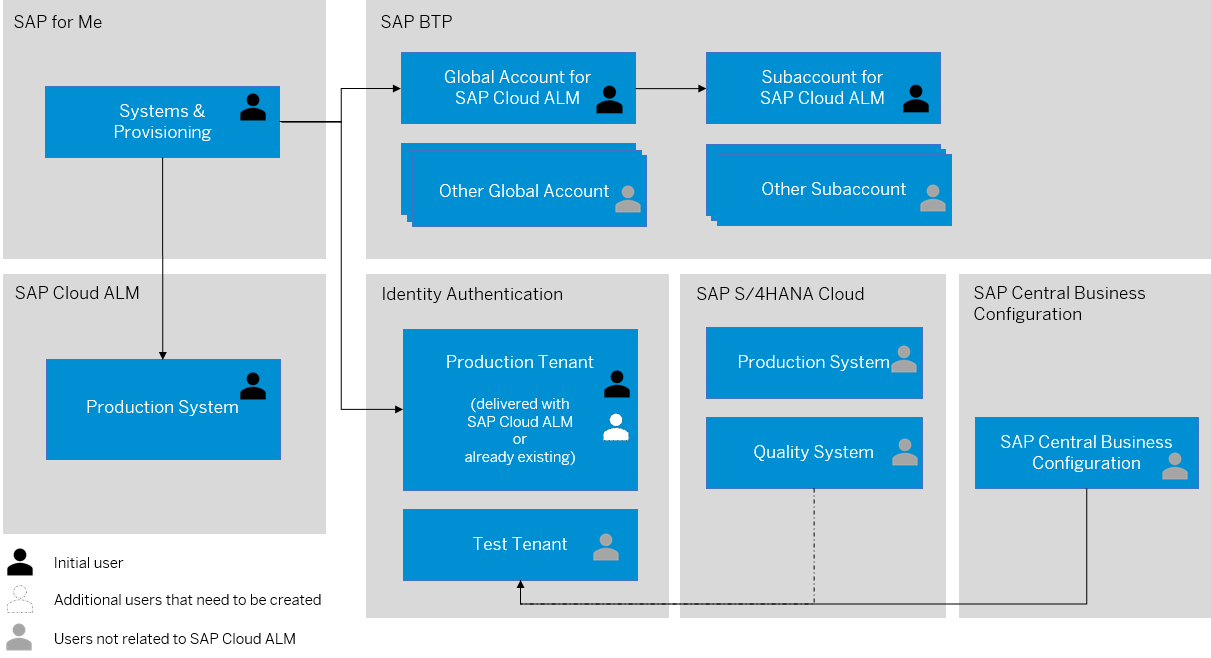 SAP for Me
Systems &
Provisioning
SAP BTP
Global Account for
SAP Cloud ALM
Subaccount for
SAP Cloud ALM
Other Global Account
Other Subaccount
SAP Cloud ALM
Production System
Identity Authentication
Production Tenant
(delivered with
SAP Cloud ALM
or
already existing)
Test Tenant
SAP S/4HANA Cloud
Production System
Quality System
SAP Central Business
Configuration
SAP Central Business
Configuration
Initial user
Additional users that need to be created
Users not related to SAP Cloud ALM